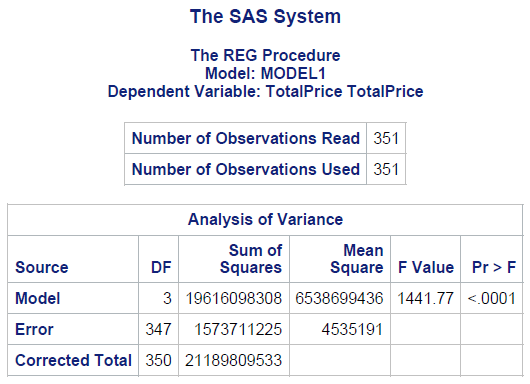 The SAS System
The REG Procedure
Model: MODEL1
Dependent Variable: TotalPrice TotalPrice
Number of Observations Read 351
Number of Observations Used 351
Analysis of Variance
Source DF Sum of Squares Mean Square F Value Pr > F
Model 3 19616098308 6538699436 1441.77 <.0001
Error 347 1573711225 4535191
Corrected Total 350 21189809533